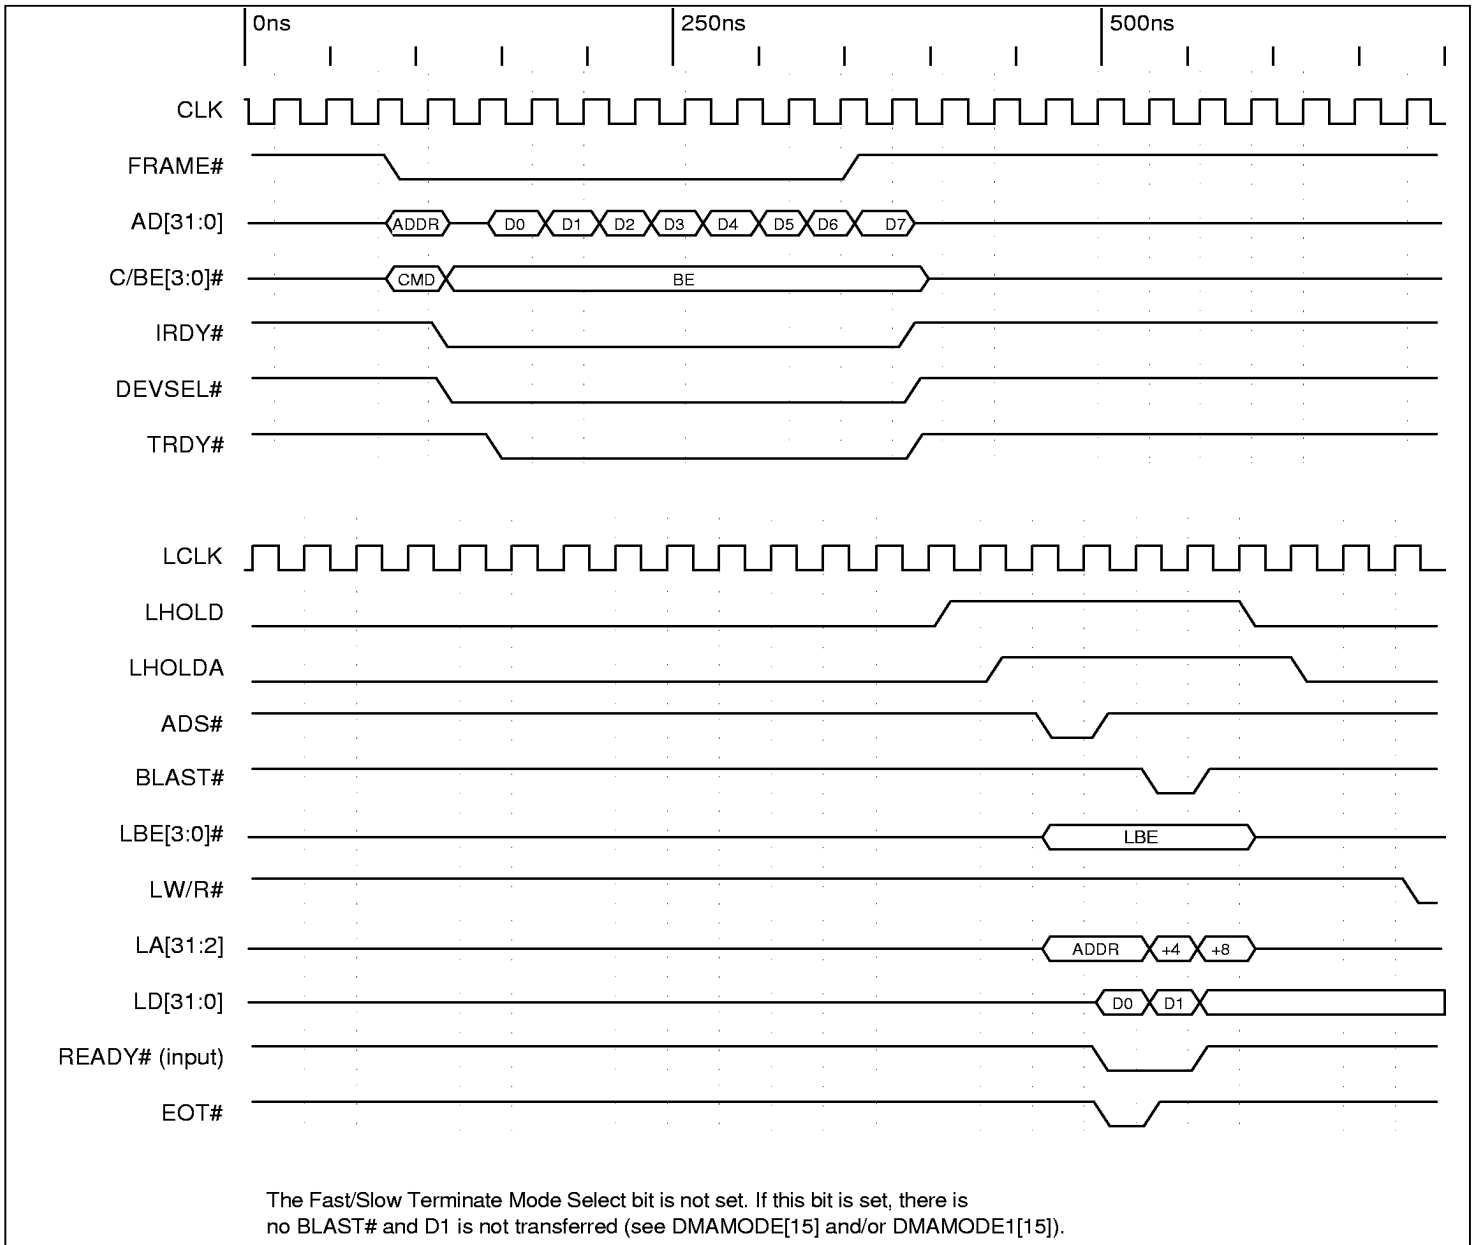 0ns 250ns 500ns
CLK
FRAME#
AD[31:0] ADDR D0 D1 D2 D3 D4 D5 D6 D7
C/BE[3:0]# CMD BE
IRDY#
DEVSEL#
TRDY#
LCLK
LHOLD
LHOLDA
ADS#
BLAST#
LBE[3:0]# LBE
LW/R#
LA[31:2] ADDR +4 +8
LD[31:0] D0 D1
READY# (input)
EOT#
The Fast/Slow Terminate Mode Select bit is not set. If this bit is set, there is
no BLAST# and D1 is not transferred (see DMAMODE[15] and/or DMAMODE1[15]).